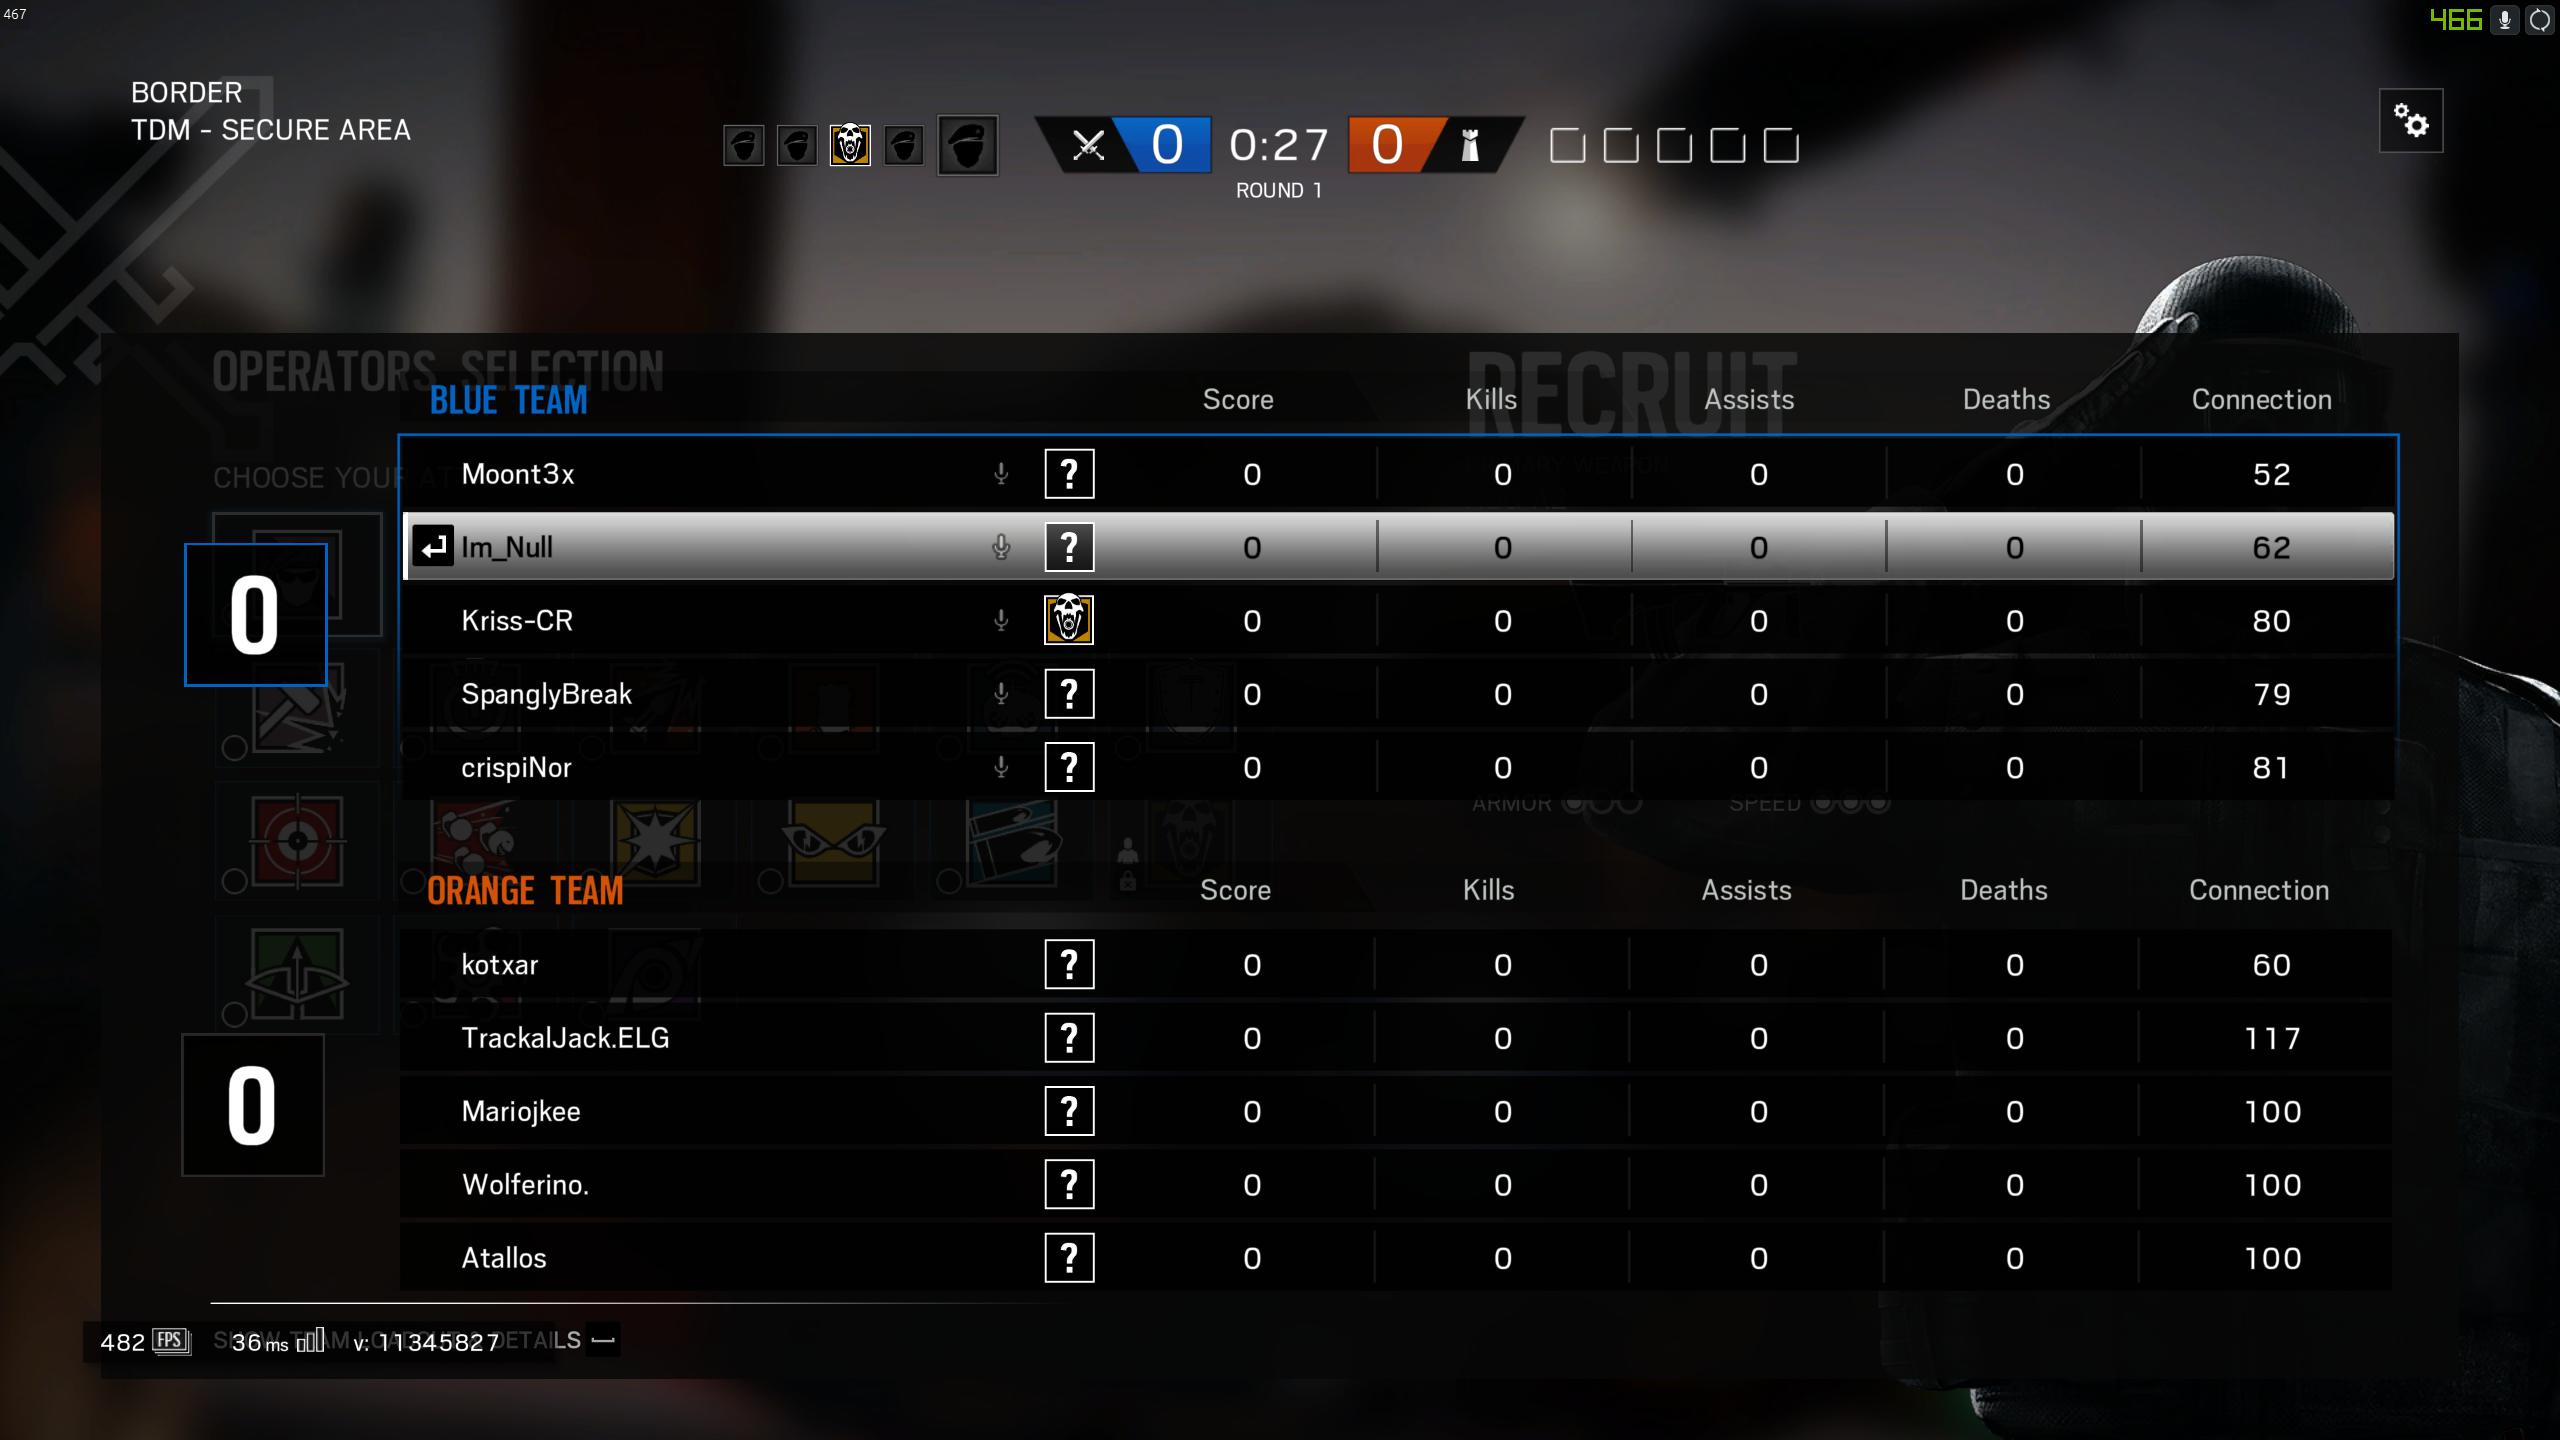 467
466
BORDER
TDM - SECURE AREA
0 0:27 0
ROUND 1
OPERATORS SELECTION
RECRUIT
BLUE TEAM Score Kills Assists Deaths Connection
CHOOSE YOUR
Moont3x ? 0 0 0 0 52
Im_Null ? 0 0 0 0 62
0
Kriss-CR 0 0 0 0 80
SpanglyBreak ? 0 0 0 0 79
crispiNor ? 0 0 0 0 81
ARMOR SPEED
ORANGE TEAM Score Kills Assists Deaths Connection
kotxar ? 0 0 0 0 60
TrackalJack.ELG ? 0 0 0 0 117
0
Mariojkee ? 0 0 0 0 100
Wolferino. ? 0 0 0 0 100
Atallos ? 0 0 0 0 100
482 FPS 36 ms v: 11345827
SHOW TEAM LOADOUT & DETAILS